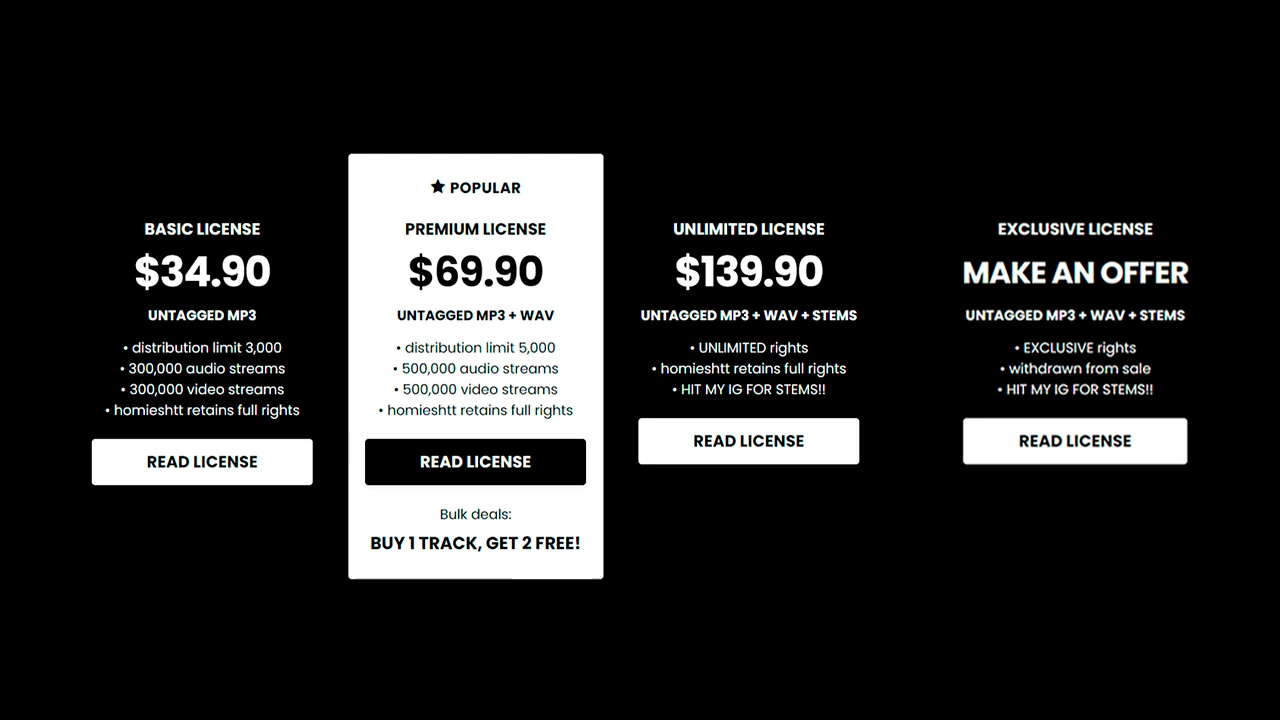 ★ POPULAR
BASIC LICENSE
$34.90
UNTAGGED MP3
• distribution limit 3,000
• 300,000 audio streams
• 300,000 video streams
• homieshtt retains full rights
READ LICENSE
PREMIUM LICENSE
$69.90
UNTAGGED MP3 + WAV
• distribution limit 5,000
• 500,000 audio streams
• 500,000 video streams
• homieshtt retains full rights
READ LICENSE
Bulk deals:
BUY 1 TRACK, GET 2 FREE!
UNLIMITED LICENSE
$139.90
UNTAGGED MP3 + WAV + STEMS
• UNLIMITED rights
• homieshtt retains full rights
• HIT MY IG FOR STEMS!!
READ LICENSE
EXCLUSIVE LICENSE
MAKE AN OFFER
UNTAGGED MP3 + WAV + STEMS
• EXCLUSIVE rights
• withdrawn from sale
• HIT MY IG FOR STEMS!!
READ LICENSE